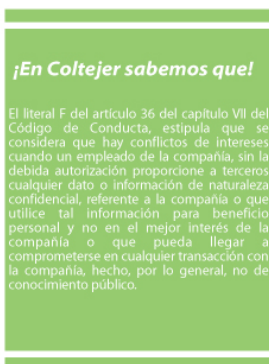 ¡En Coltejer sabemos que!
El literal F del artículo 36 del capítulo VII del
Código de Conducta, estipula que se
considera que hay conflictos de intereses
cuando un empleado de la compañía, sin la
debida autorización proporcione a terceros
cualquier dato o información de naturaleza
confidencial, referente a la compañía o que
utilice tal información para beneficio
personal y no en el mejor interés de la
compañía o que pueda llegar a
comprometerse en cualquier transacción con
la compañía, hecho, por lo general, no de
conocimiento público.